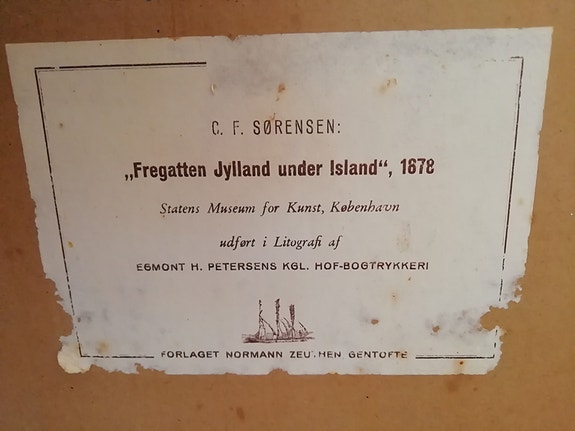 C. F. SØRENSEN:
„Fregatten Jylland under Island“, 1878
Statens Museum for Kunst, København
udført i Litografi af
EGMONT H. PETERSENS KGL. HOF-BOGTRYKKERI
FORLAGET NORMANN GENTOFTE